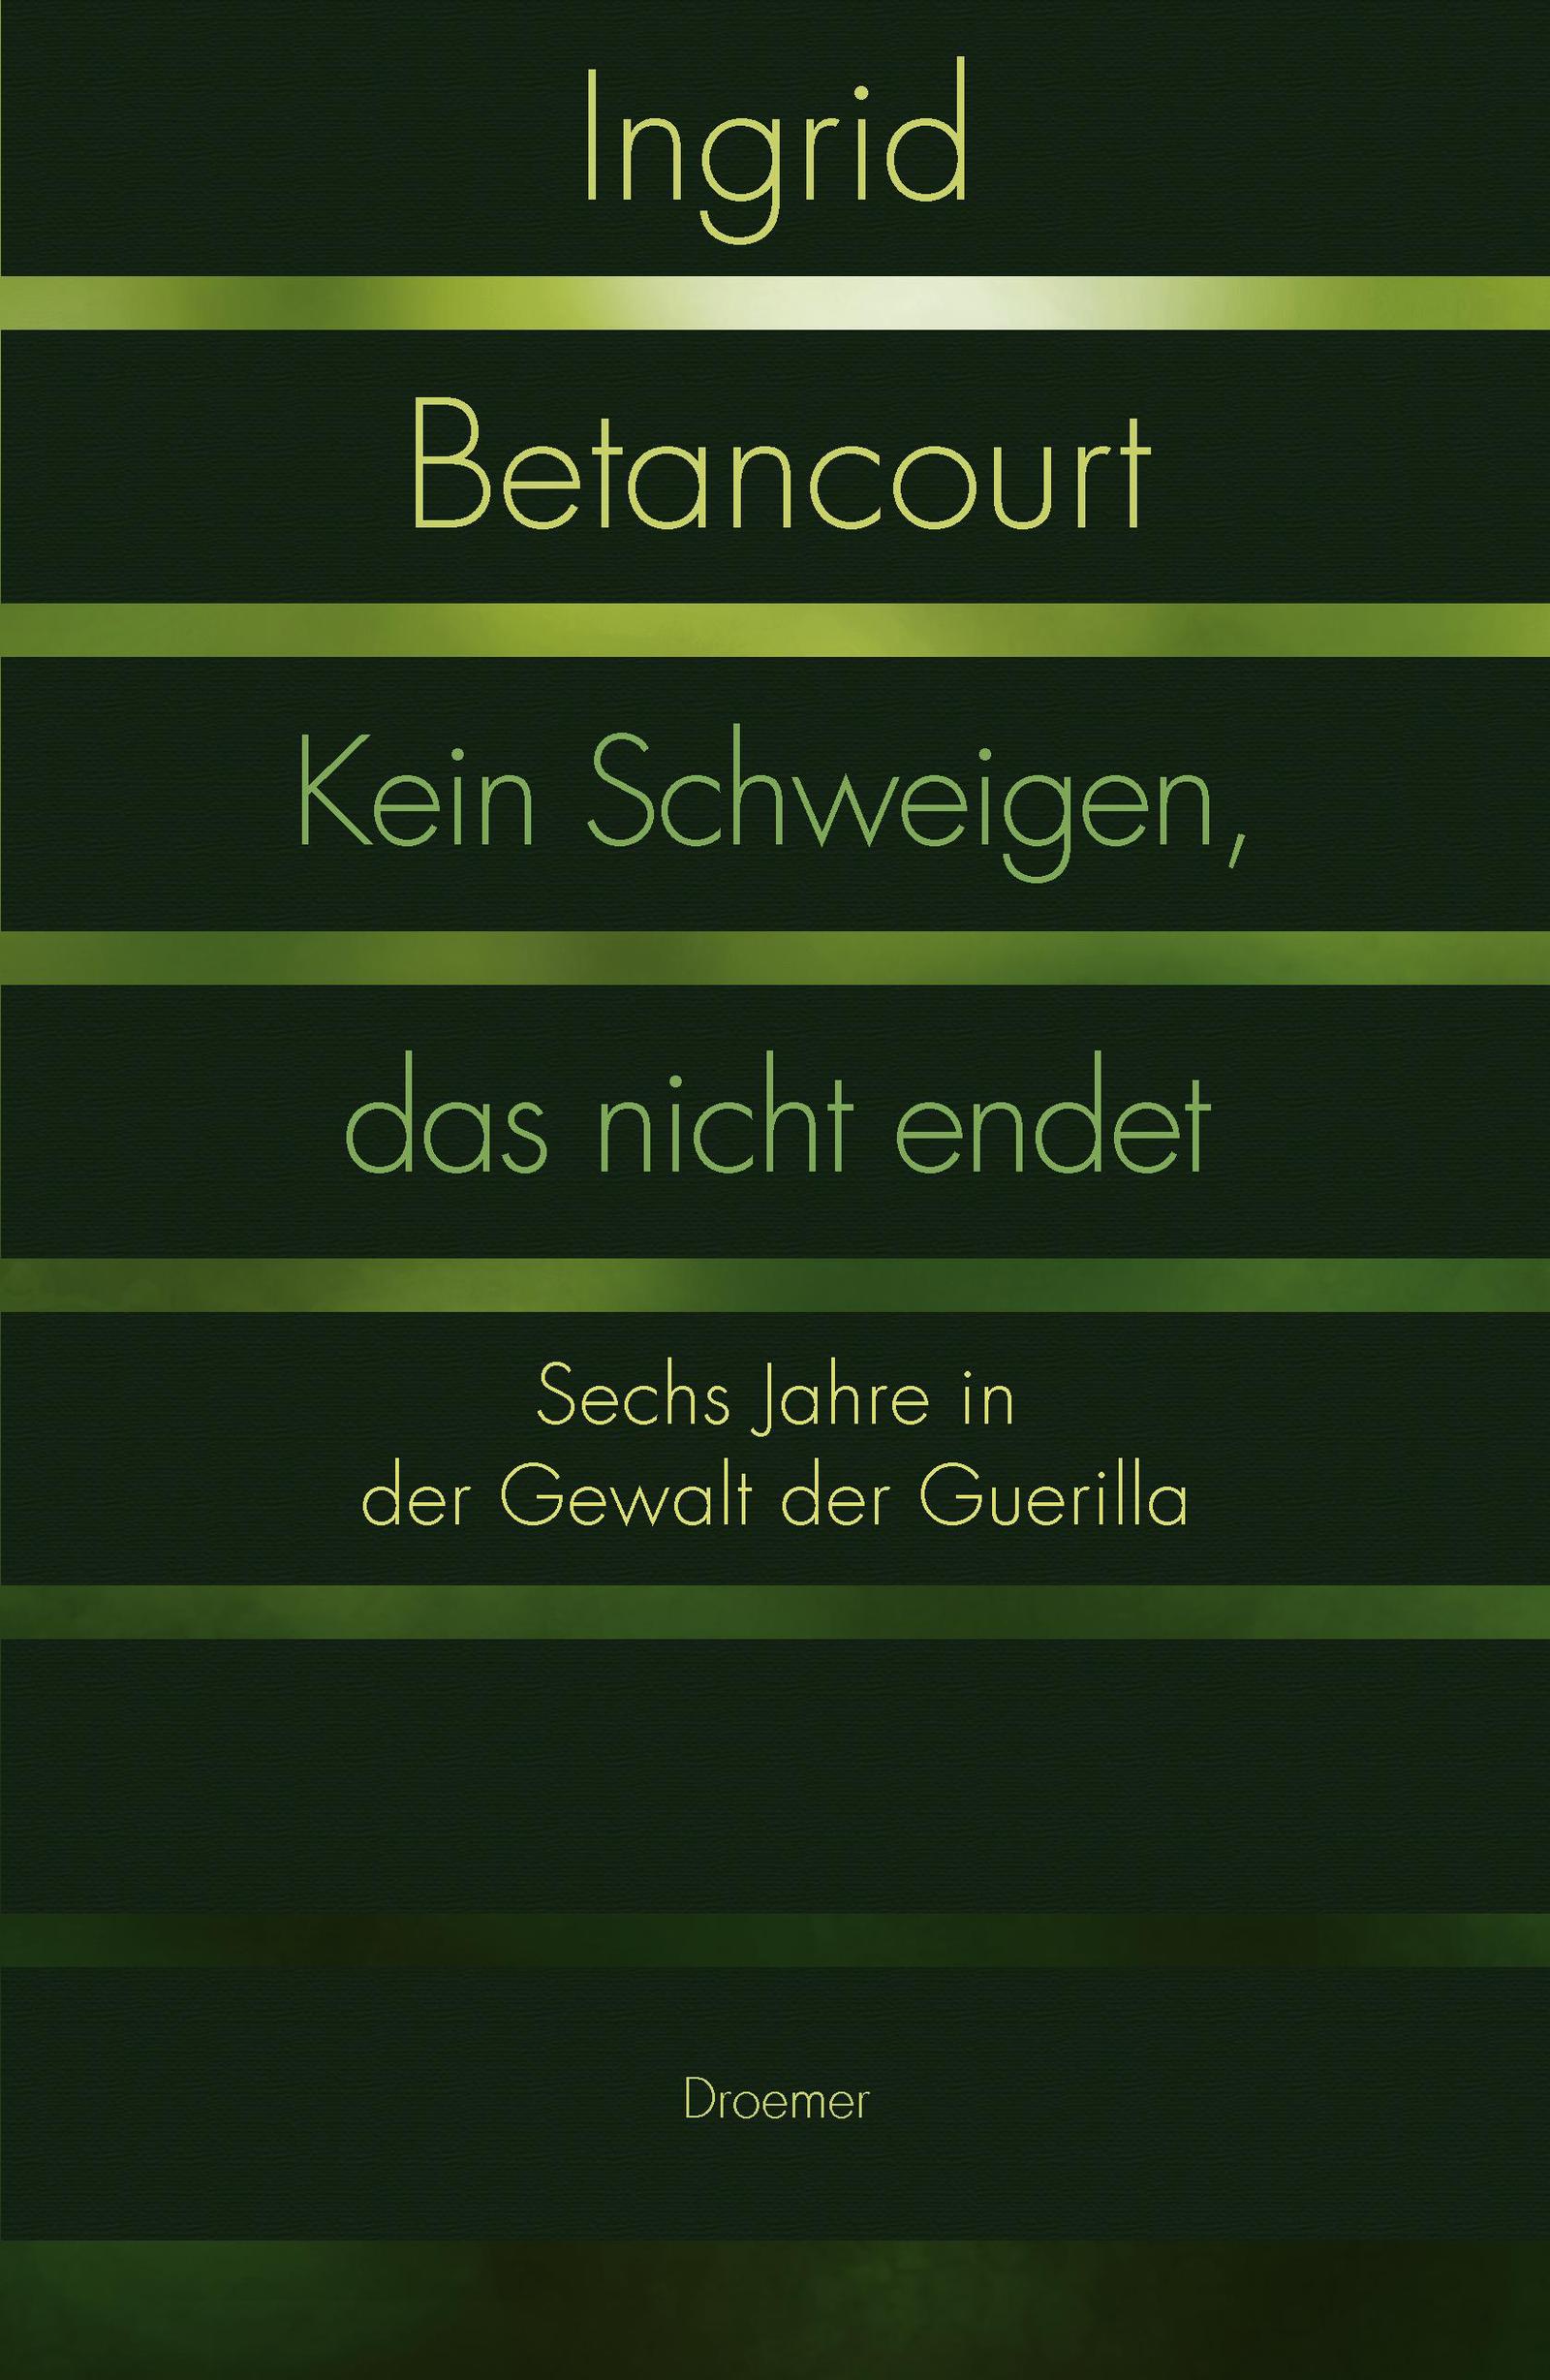 Ingrid
Betancourt
Kein Schweigen,
das nicht endet
Sechs Jahre in
der Gewalt der Guerilla
Droemer